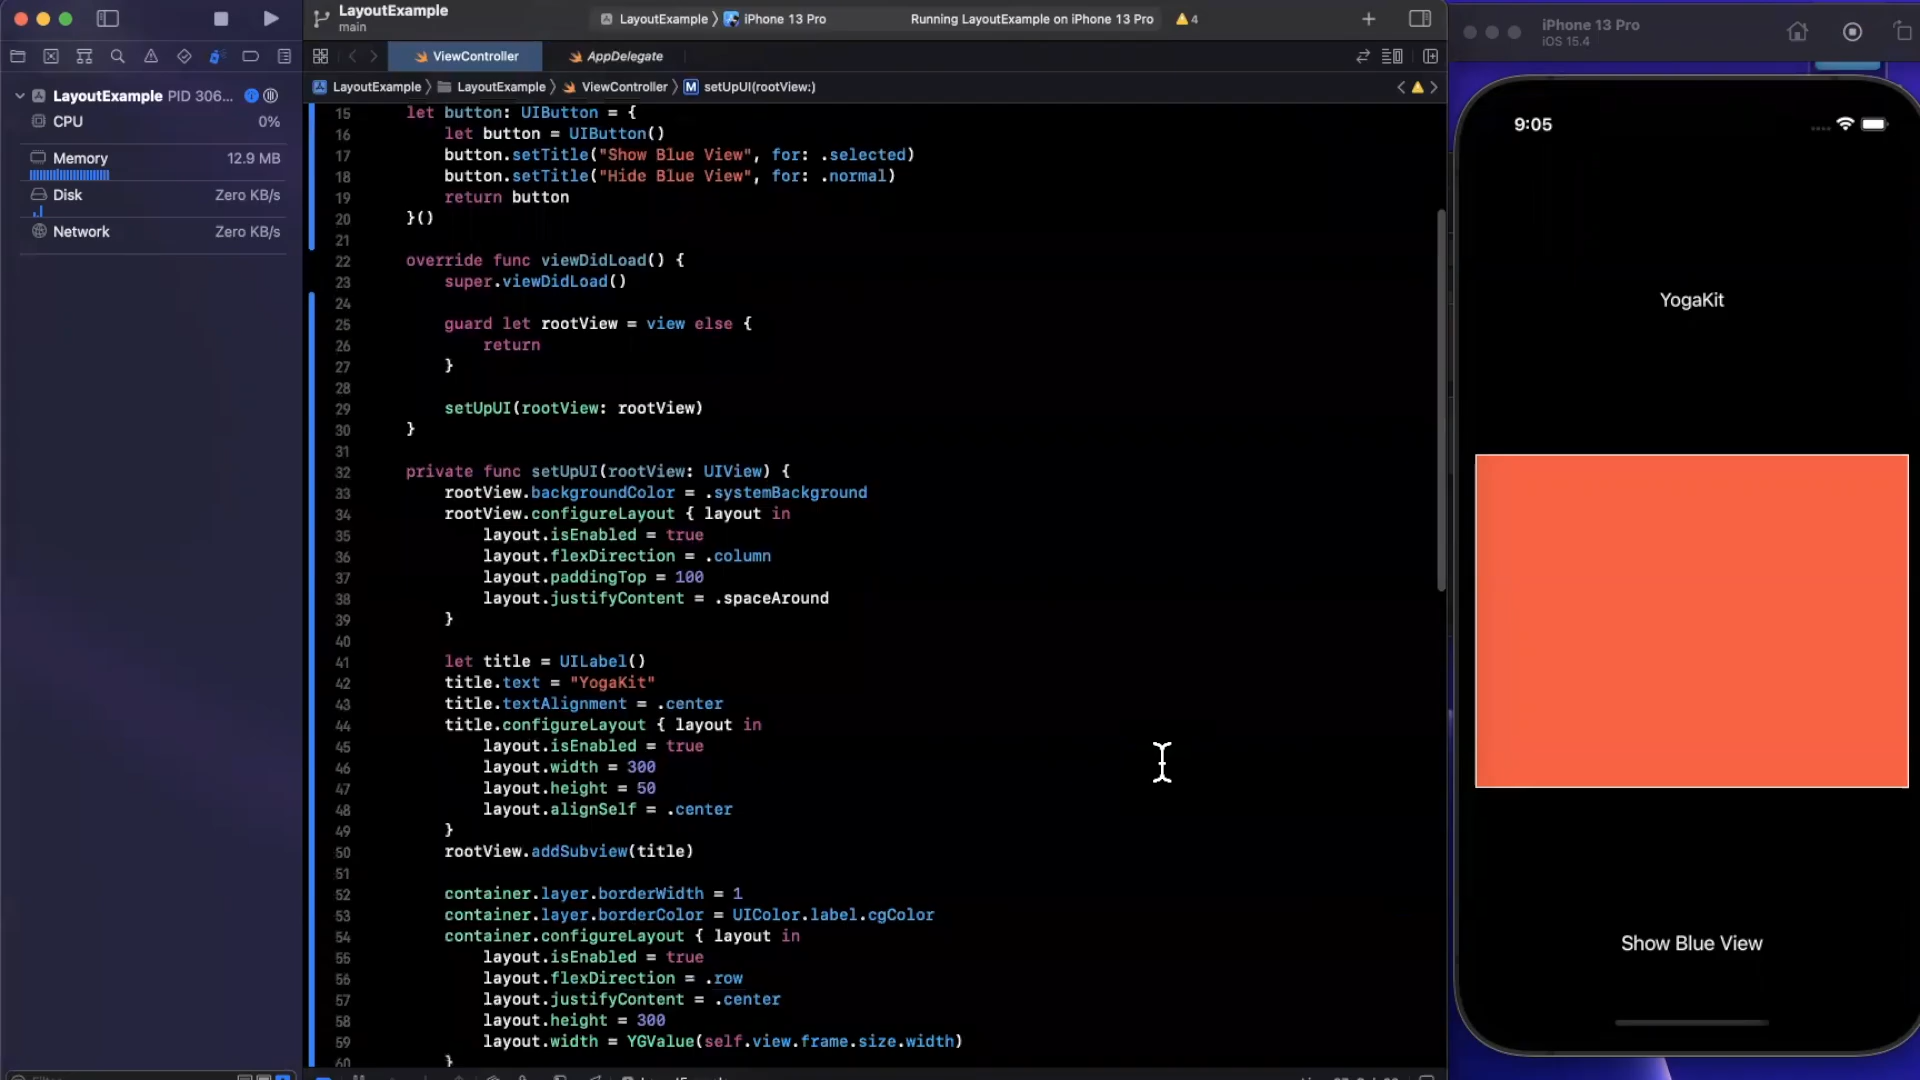 LayoutExample
main
LayoutExample
iPhone 13 Pro
Running LayoutExample on iPhone 13 Pro
4
ViewController
AppDelegate
LayoutExample
LayoutExample
ViewController
M
setUpUI(rootView:)
LayoutExample PID 306...
CPU 0%
Memory 12.9 MB
Disk Zero KB/s
Network Zero KB/s
15 let button: UIButton = {
16 let button = UIButton()
17 button.setTitle("Show Blue View", for: .selected)
18 button.setTitle("Hide Blue View", for: .normal)
19 return button
20 }()
21
22 override func viewDidLoad() {
23 super.viewDidLoad()
24
25 guard let rootView = view else {
26 return
27 }
28
29 setUpUI(rootView: rootView)
30 }
31
32 private func setUpUI(rootView: UIView) {
33 rootView.backgroundColor = .systemBackground
34 rootView.configureLayout { layout in
35 layout.isEnabled = true
36 layout.flexDirection = .column
37 layout.paddingTop = 100
38 layout.justifyContent = .spaceAround
39 }
40
41 let title = UILabel()
42 title.text = "YogaKit"
43 title.textAlignment = .center
44 title.configureLayout { layout in
45 layout.isEnabled = true
46 layout.width = 300
47 layout.height = 50
48 layout.alignSelf = .center
49 }
50 rootView.addSubview(title)
51
52 container.layer.borderWidth = 1
53 container.layer.borderColor = UIColor.label.cgColor
54 container.configureLayout { layout in
55 layout.isEnabled = true
56 layout.flexDirection = .row
57 layout.justifyContent = .center
58 layout.height = 300
59 layout.width = YGValue(self.view.frame.size.width)
60 }
iPhone 13 Pro
iOS 15.4
9:05
YogaKit
Show Blue View